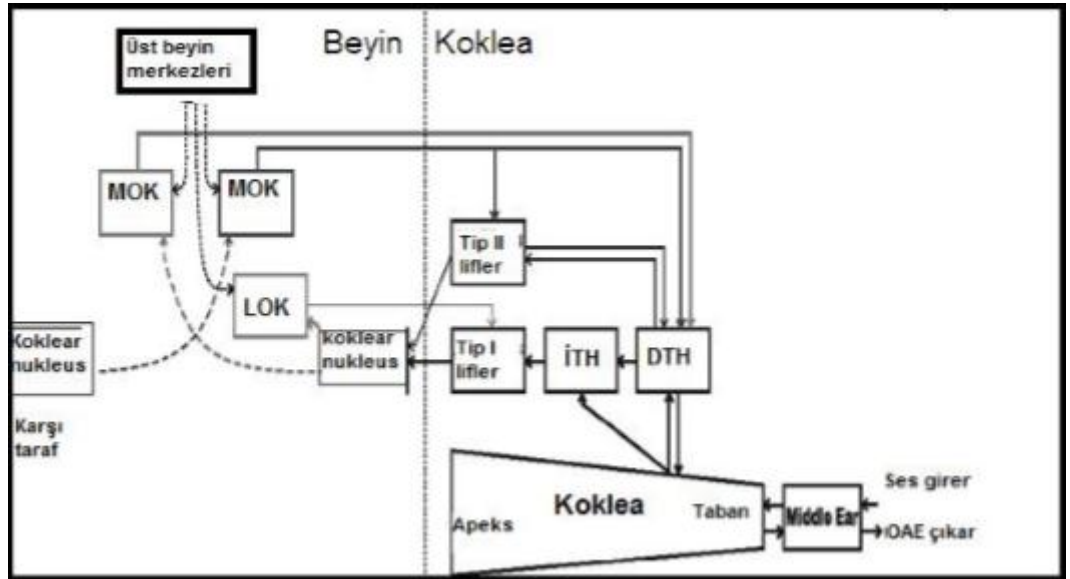 Üst beyin
merkezleri
Beyin
Koklea
MOK
MOK
Tip II
lifler
LOK
Koklear
nukleus
koklear
nukleus
Tip I
lifler
İTH
DTH
Karşı
taraf
Koklea
Apeks
Taban
Middle Ear
Ses girer
OAE çıkar